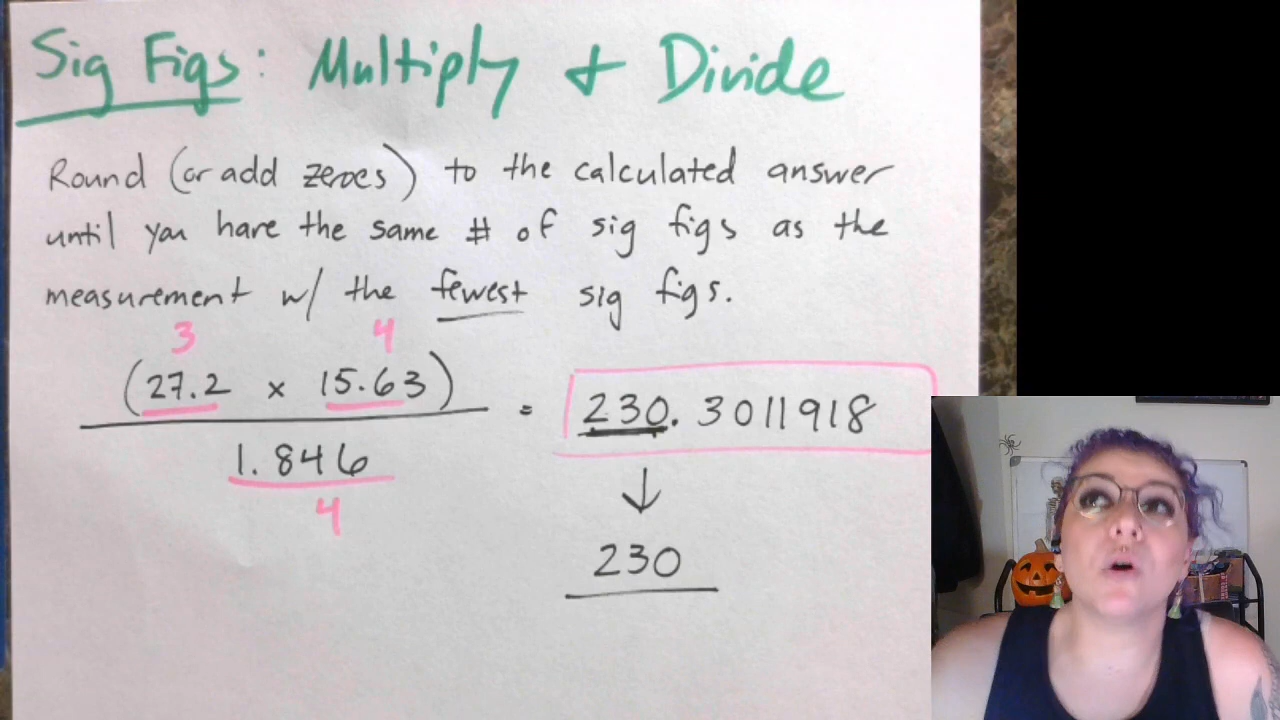 Sig Figs: Multiply & Divide
Round (or add zeroes) to the calculated answer
until you have the same # of sig figs as the
measurement w/ the fewest sig figs.
3 4
(27.2 x 15.63)
= 230.3011918
1.846
4
↓
230